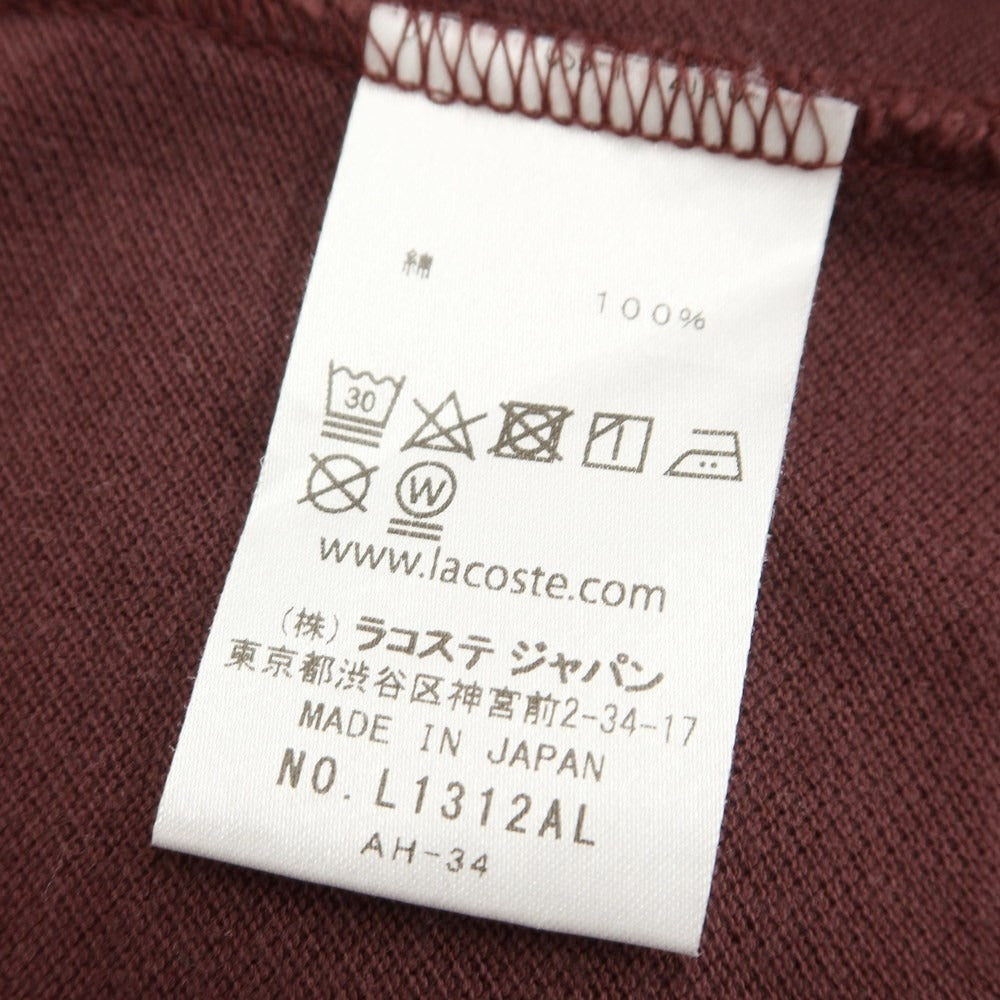 綿 100%
30
W
www.lacoste.com
(株) ラコステ ジャパン
東京都渋谷区神宮前2-34-17
MADE IN JAPAN
NO. L1312AL
AH-34